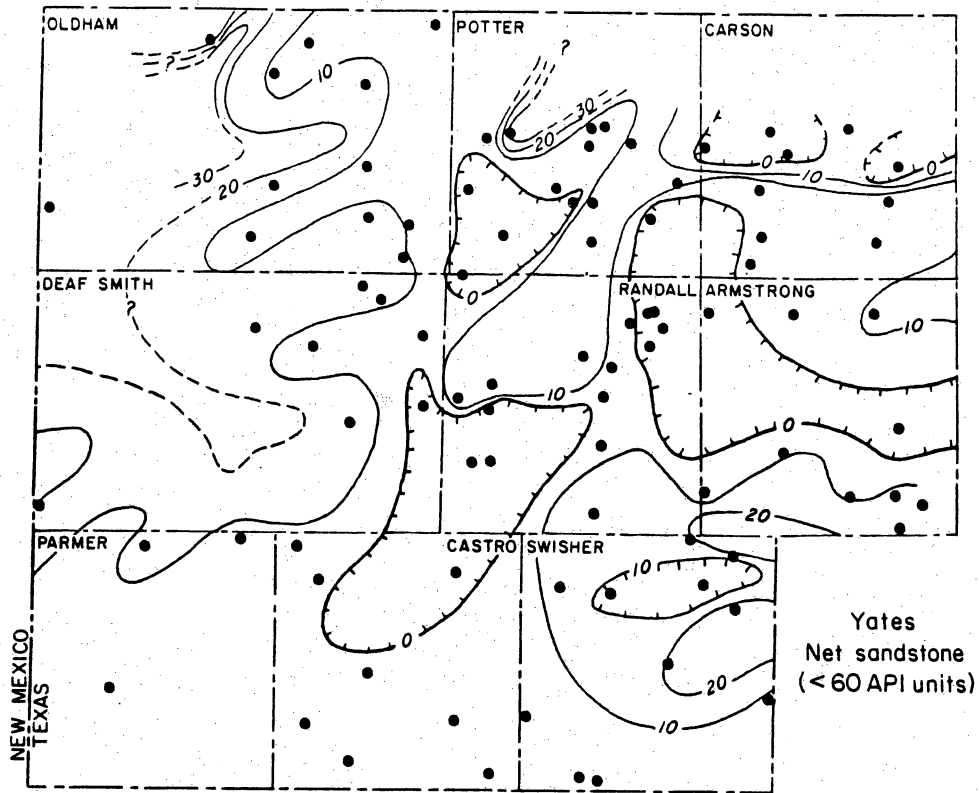 OLDHAM
POTTER
CARSON
?
10
?
30
20
30
20
0
10
0
DEAF SMITH
?
0
RANDALL
ARMSTRONG
10
10
0
20
PARMER
CASTRO
SWISHER
10
0
20
10
NEW MEXICO
TEXAS
Yates
Net sandstone
(< 60 API units)